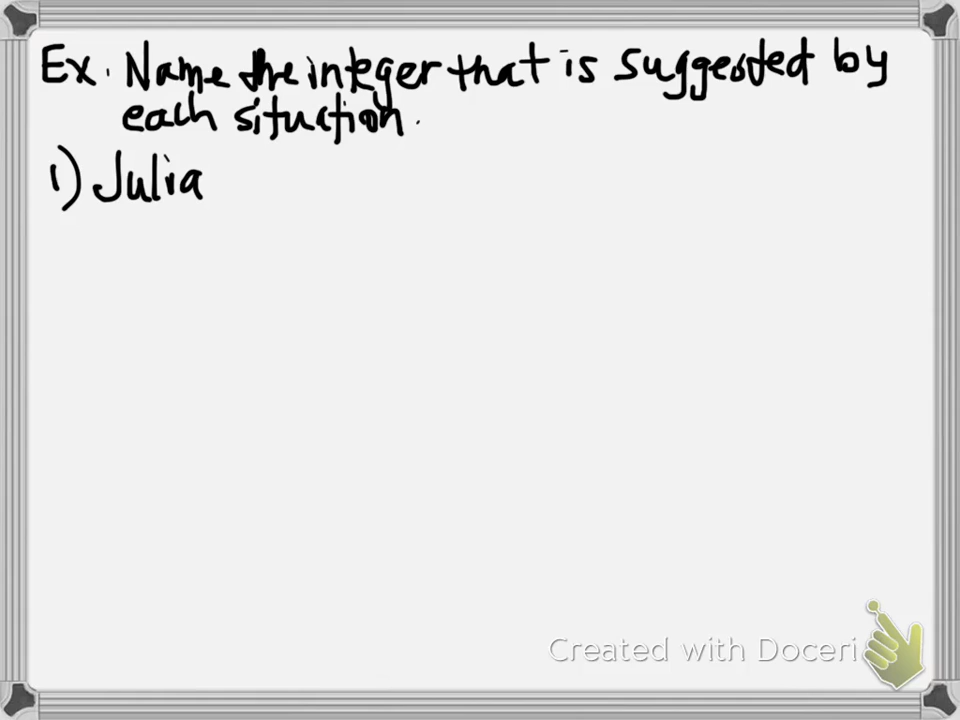 Ex. Name the integer that is suggested by
each situation.
1) Julia
Created with Doceri